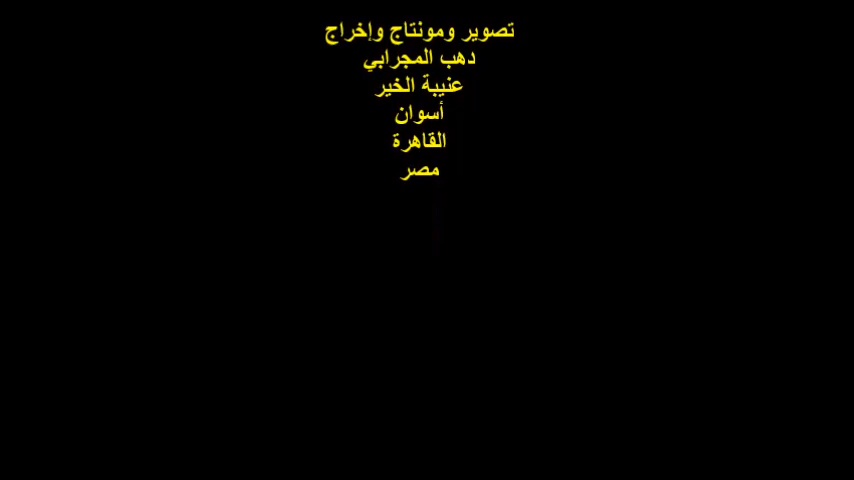 تصوير ومونتاج وإخراج
دهب المجرابي
عنيبة الخير
أسوان
القاهرة
مصر